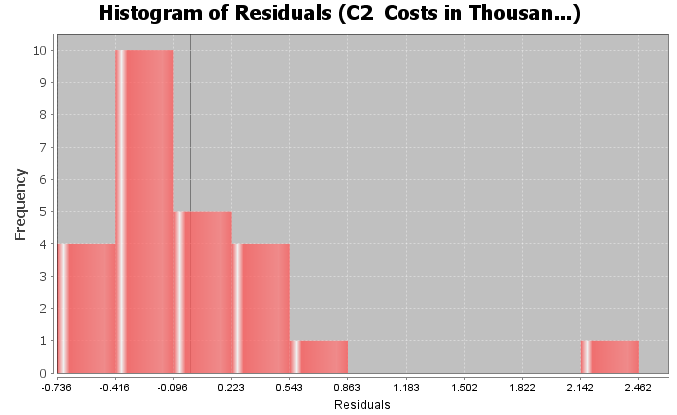 Histogram of Residuals (C2 Costs in Thousan...)
10
9
8
7
6
5
4
3
2
1
0
Frequency
-0.736 -0.416 -0.096 0.223 0.543 0.863 1.183 1.502 1.822 2.142 2.462
Residuals